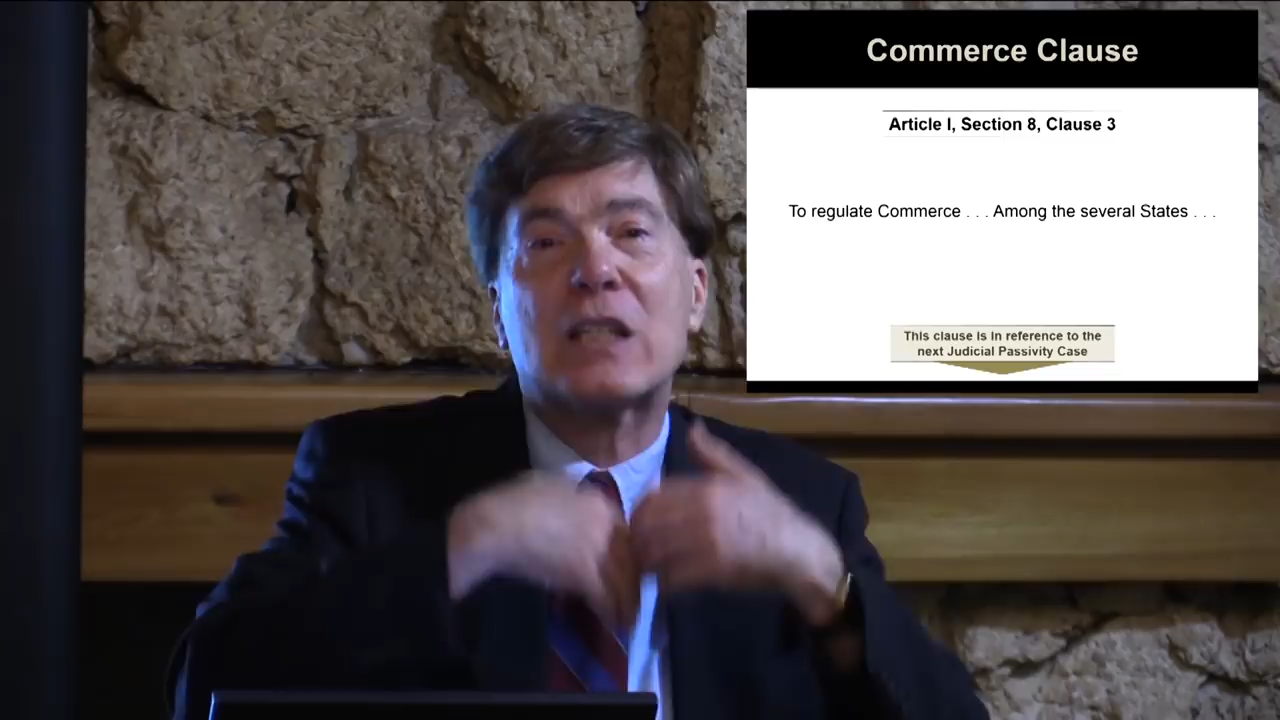 Commerce Clause
Article I, Section 8, Clause 3
To regulate Commerce . . . Among the several States . . .
This clause is in reference to the
next Judicial Passivity Case